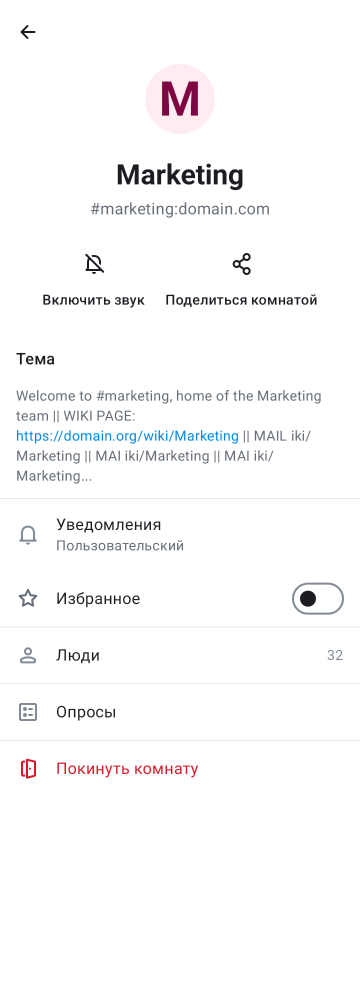 M
Marketing
#marketing:domain.com
Включить звук
Поделиться комнатой
Тема
Welcome to #marketing, home of the Marketing
team || WIKI PAGE:
https://domain.org/wiki/Marketing || MAIL iki/
Marketing || MAI iki/Marketing || MAI iki/
Marketing...
Уведомления
Пользовательский
Избранное
Люди 32
Опросы
Покинуть комнату